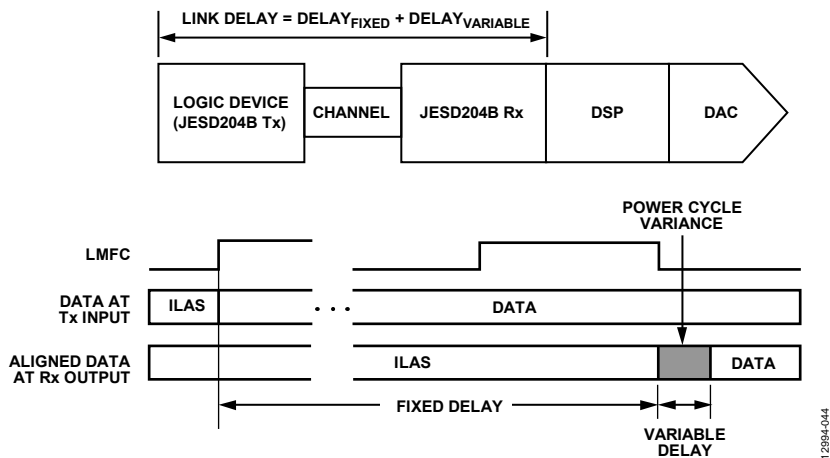 LINK DELAY = DELAYFIXED + DELAYVARIABLE
LOGIC DEVICE
(JESD204B Tx)
CHANNEL
JESD204B Rx
DSP
DAC
POWER CYCLE
VARIANCE
LMFC
DATA AT
Tx INPUT
ILAS
. . .
DATA
ALIGNED DATA
AT Rx OUTPUT
ILAS
DATA
FIXED DELAY
VARIABLE
DELAY
12994-044